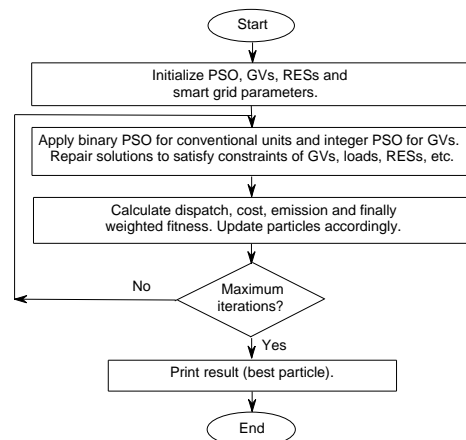 Start
Initialize PSO, GVs, RESs and
smart grid parameters.
Apply binary PSO for conventional units and integer PSO for GVs.
Repair solutions to satisfy constraints of GVs, loads, RESs, etc.
Calculate dispatch, cost, emission and finally
weighted fitness. Update particles accordingly.
No
Maximum
iterations?
Yes
Print result (best particle).
End